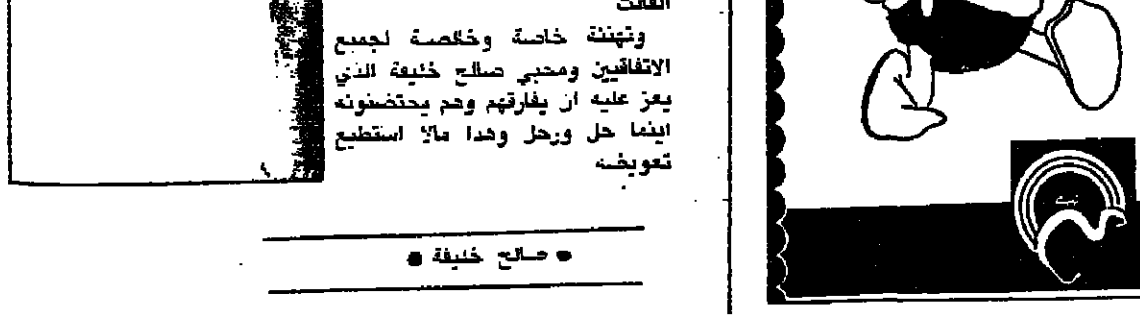 وتهنئة خاصة وخالصة لجميع
الاتفاقيين ومحبي صالح خليفة الذي
يعز عليه ان يفارقهم وهم يحتضنونه
اينما حل ورحل وهذا مالا استطيع
تعويضه
● صالح خليفة ●